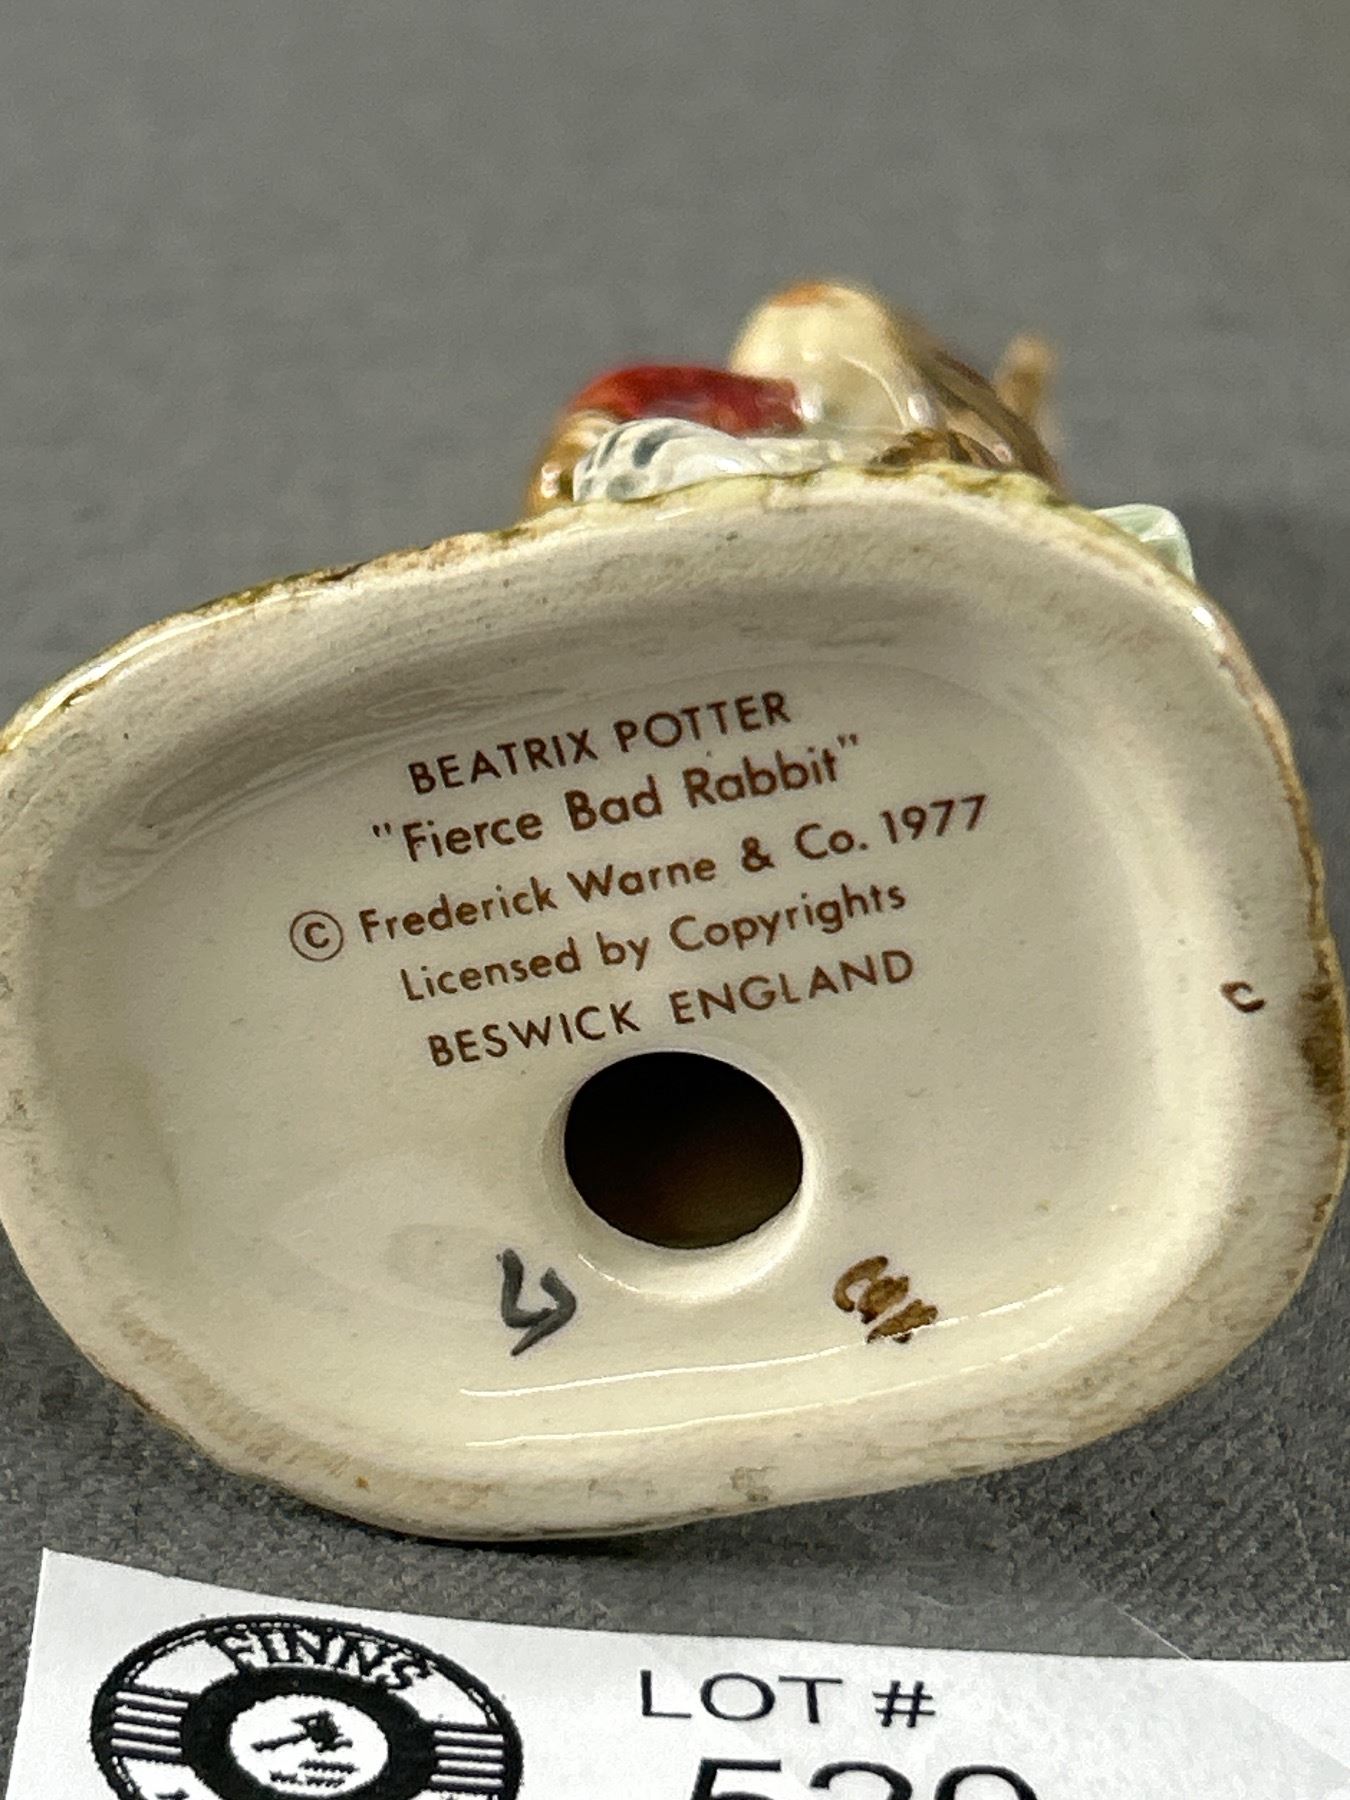 BEATRIX POTTER
"Fierce Bad Rabbit"
© Frederick Warne & Co. 1977
Licensed by Copyrights
BESWICK ENGLAND
C
FINNS
LOT #